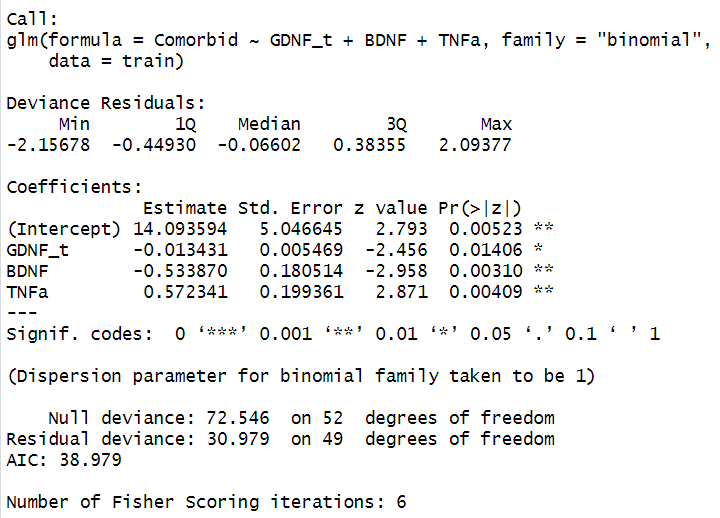 Call:
glm(formula = Comorbid ~ GDNF_t + BDNF + TNFa, family = "binomial",
    data = train)

Deviance Residuals:
     Min        1Q    Median        3Q       Max
-2.15678  -0.44930  -0.06602   0.38355   2.09377

Coefficients:
             Estimate Std. Error z value Pr(>|z|)
(Intercept) 14.093594   5.046645   2.793  0.00523 **
GDNF_t      -0.013431   0.005469  -2.456  0.01406 *
BDNF        -0.533870   0.180514  -2.958  0.00310 **
TNFa         0.572341   0.199361   2.871  0.00409 **
---
Signif. codes:  0 ‘***’ 0.001 ‘**’ 0.01 ‘*’ 0.05 ‘.’ 0.1 ‘ ’ 1

(Dispersion parameter for binomial family taken to be 1)

    Null deviance: 72.546  on 52  degrees of freedom
Residual deviance: 30.979  on 49  degrees of freedom
AIC: 38.979

Number of Fisher Scoring iterations: 6